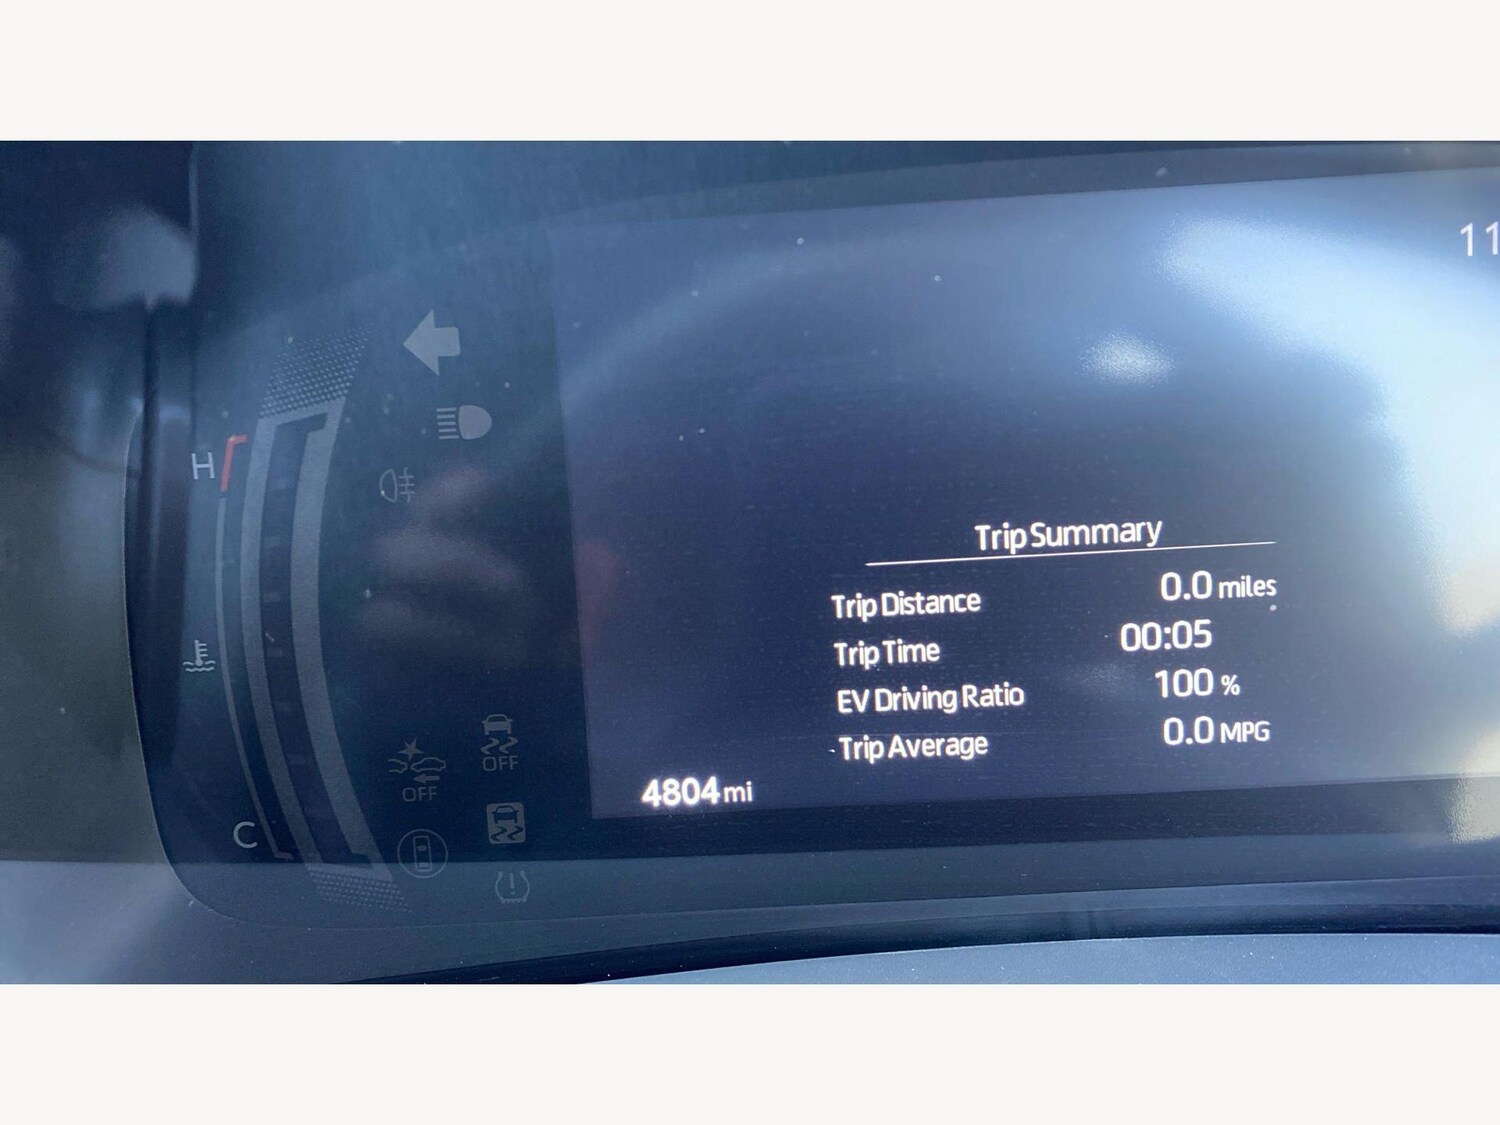 11
H
Trip Summary
Trip Distance 0.0 miles
Trip Time 00:05
EV Driving Ratio 100 %
Trip Average 0.0 MPG
4804 mi
OFF
OFF
C